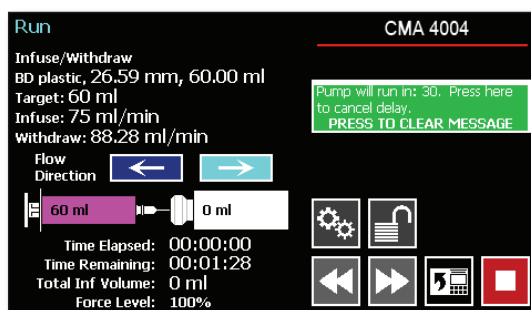 Run
CMA 4004
Infuse/Withdraw
BD plastic, 26.59 mm, 60.00 ml
Target: 60 ml
Infuse: 75 ml/min
Withdraw: 88.28 ml/min
Pump will run in: 30. Press here
to cancel delay.
PRESS TO CLEAR MESSAGE
Flow
Direction
60 ml
0 ml
Time Elapsed: 00:00:00
Time Remaining: 00:01:28
Total Inf Volume: 0 ml
Force Level: 100%